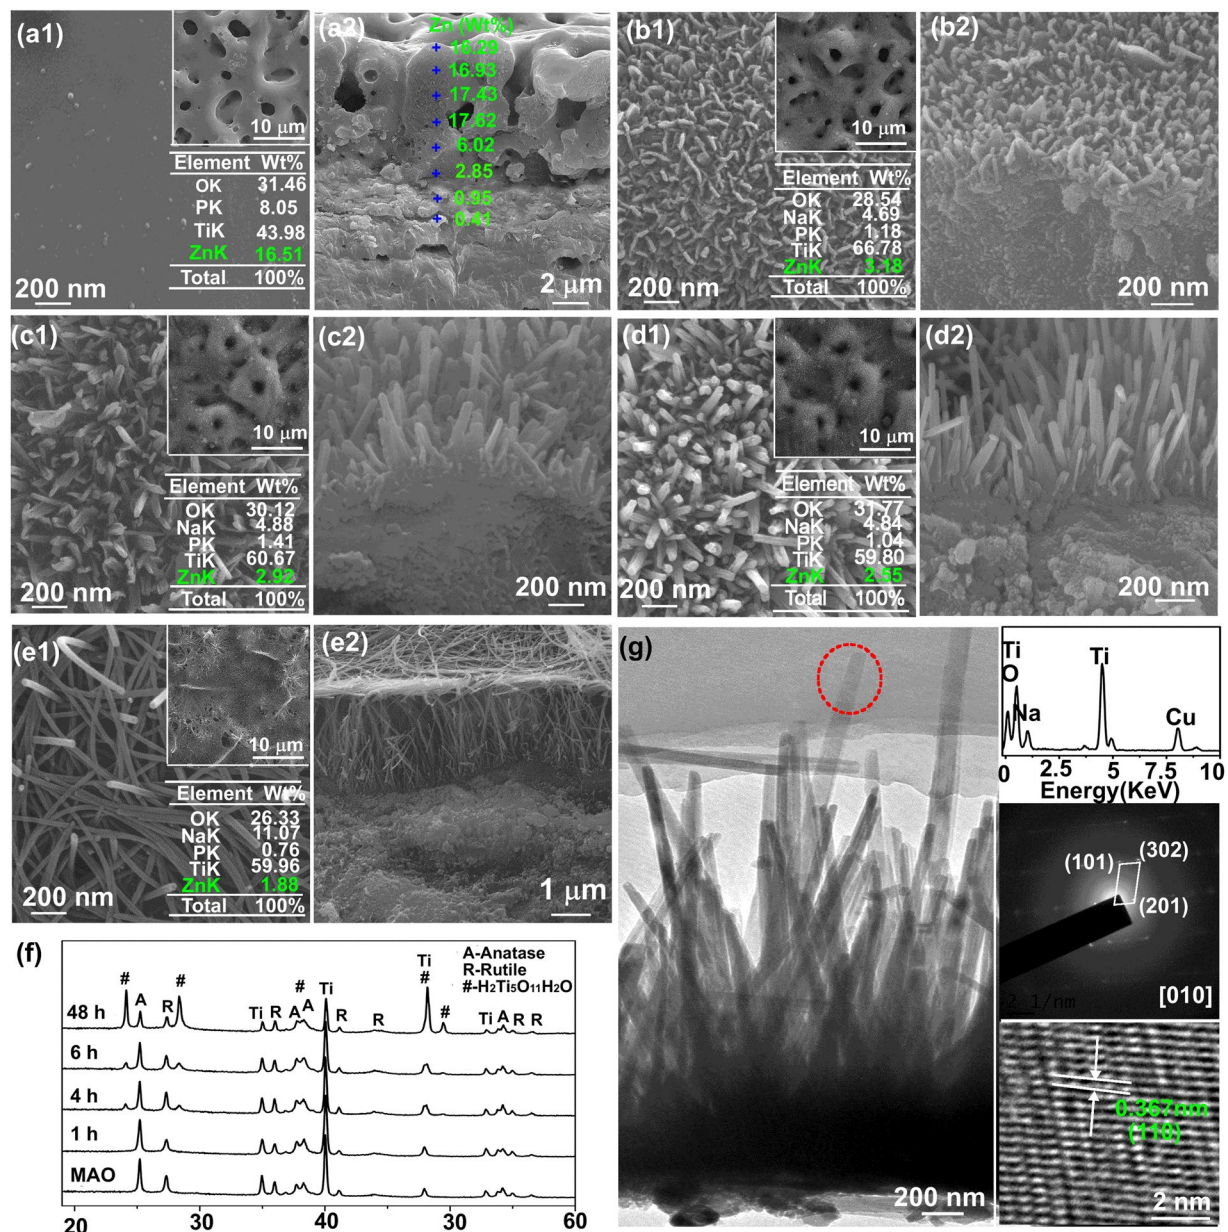 (a1)
10 μm
Element Wt%
OK 31.46
PK 8.05
TiK 43.98
ZnK 16.51
Total 100%
200 nm
(a2)
Zn (Wt%)
16.29
16.93
17.43
17.62
6.02
2.85
0.95
0.41
2 μm
(b1)
10 μm
Element Wt%
OK 28.54
NaK 4.69
PK 1.18
TiK 66.78
ZnK 3.18
Total 100%
200 nm
(b2)
200 nm
(c1)
10 μm
Element Wt%
OK 30.12
NaK 4.88
PK 1.41
TiK 60.67
ZnK 2.92
Total 100%
200 nm
(c2)
200 nm
(d1)
10 μm
Element Wt%
OK 31.77
NaK 4.84
PK 1.04
TiK 59.80
ZnK 2.55
Total 100%
200 nm
(d2)
200 nm
(e1)
10 μm
Element Wt%
OK 26.33
NaK 11.07
PK 0.76
TiK 59.96
ZnK 1.88
Total 100%
200 nm
(e2)
1 μm
(f)
A-Anatase
R-Rutile
#-H2Ti5O11H2O
# A R # Ti R # A A Ti R R Ti # # Ti A R R
48 h
6 h
4 h
1 h
MAO
20 40 60
(g)
200 nm
Ti
O
Na
Ti
Cu
0 2.5 5 7.5 10
Energy(KeV)
(101)
(302)
(201)
[010]
2 1/nm
0.367nm
(110)
2 nm